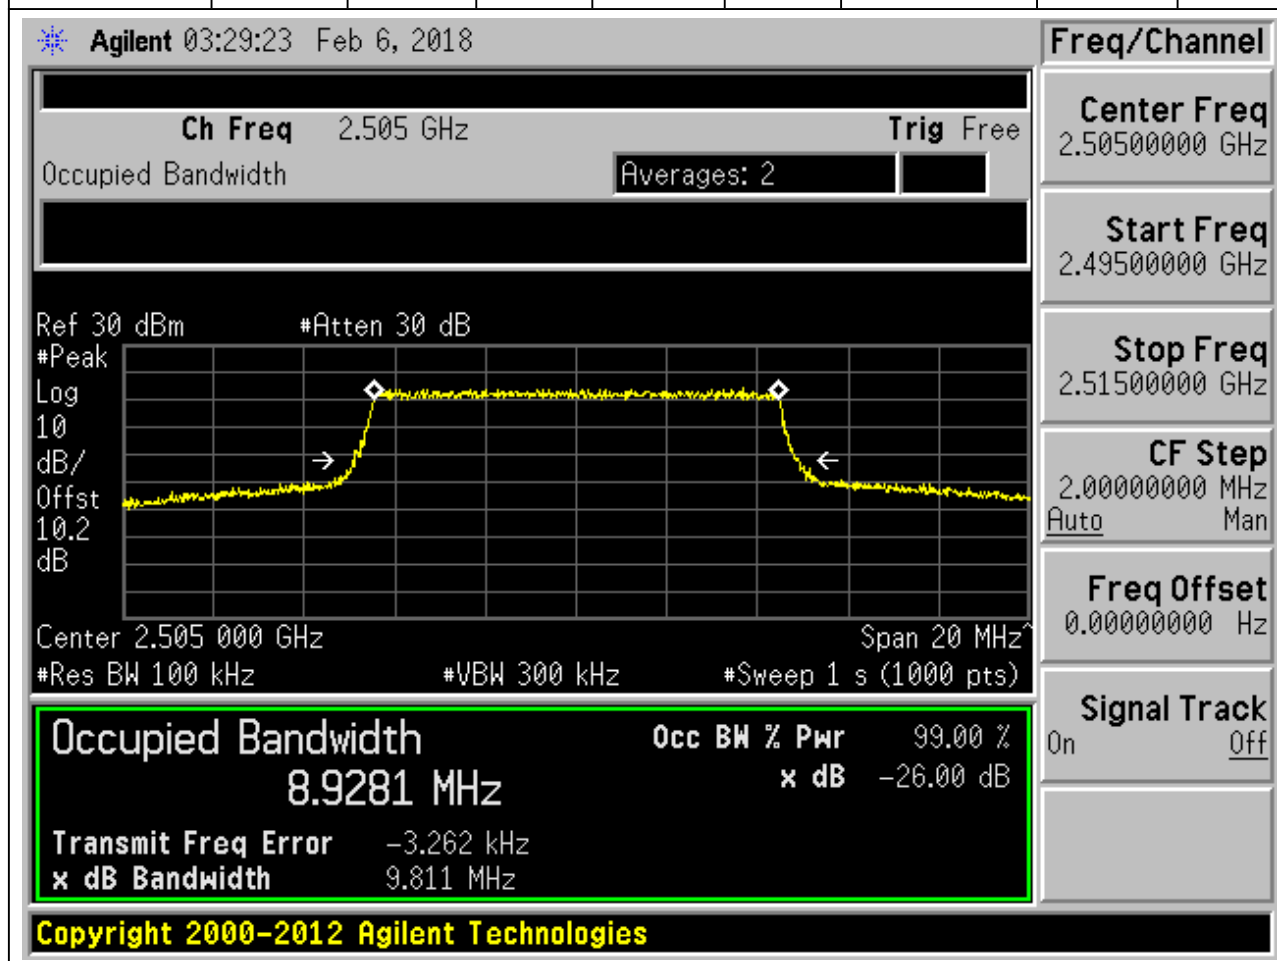 Agilent 03:29:23 Feb 6, 2018
Freq/Channel
Ch Freq 2.505 GHz Trig Free
Occupied Bandwidth Averages: 2
Ref 30 dBm #Atten 30 dB
#Peak
Log
10
dB/
Offst
10.2
dB
Center 2.505 000 GHz Span 20 MHz^
#Res BW 100 kHz #VBW 300 kHz #Sweep 1 s (1000 pts)
Occupied Bandwidth Occ BW % Pwr 99.00 %
8.9281 MHz x dB -26.00 dB
Transmit Freq Error -3.262 kHz
x dB Bandwidth 9.811 MHz
Copyright 2000-2012 Agilent Technologies
Center Freq
2.50500000 GHz
Start Freq
2.49500000 GHz
Stop Freq
2.51500000 GHz
CF Step
2.00000000 MHz
Auto Man
Freq Offset
0.00000000 Hz
Signal Track
On Off